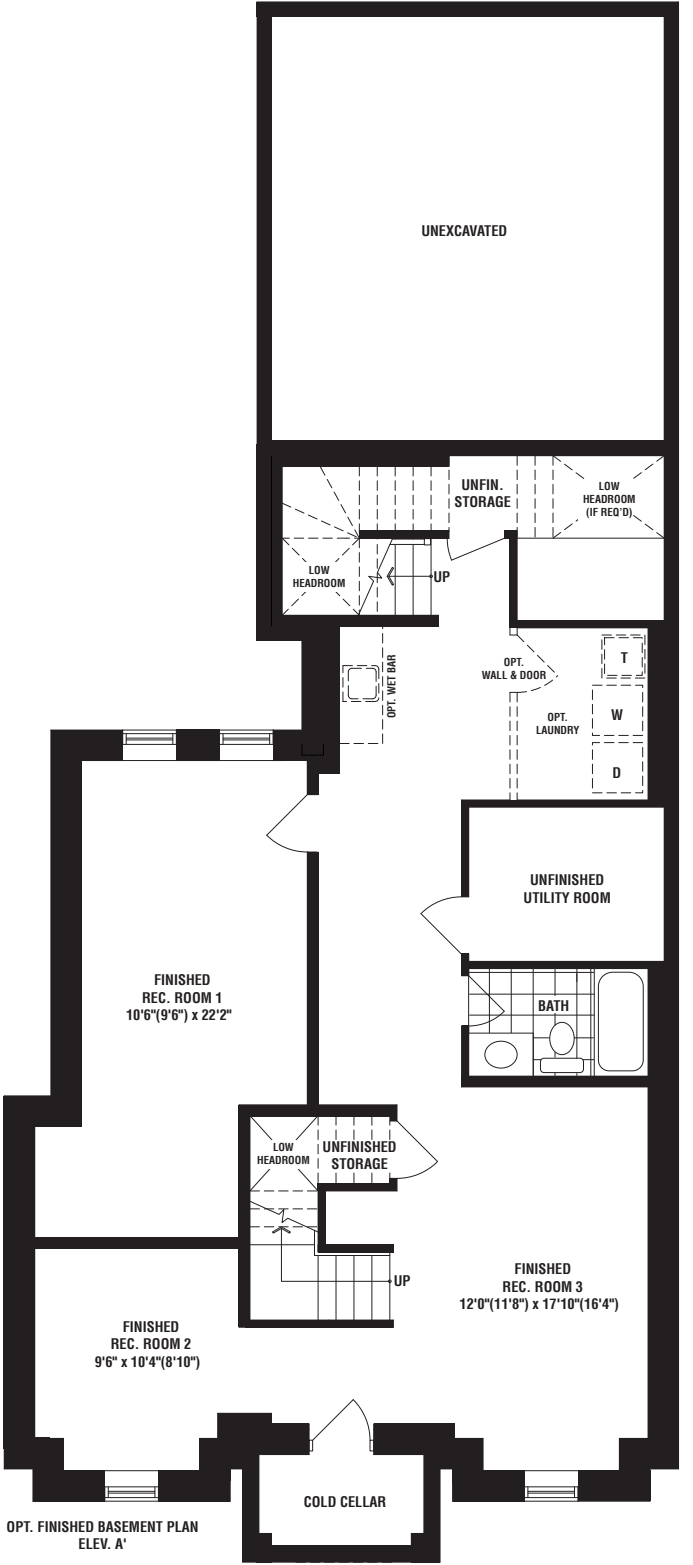 UNEXCAVATED
UNFIN.
STORAGE
LOW
HEADROOM
(IF REQ'D)
LOW
HEADROOM
UP
OPT. WET BAR
OPT.
WALL & DOOR
T
OPT.
LAUNDRY
W
D
UNFINISHED
UTILITY ROOM
FINISHED
REC. ROOM 1
10'6"(9'6") x 22'2"
BATH
LOW
HEADROOM
UNFINISHED
STORAGE
UP
FINISHED
REC. ROOM 3
12'0"(11'8") x 17'10"(16'4")
FINISHED
REC. ROOM 2
9'6" x 10'4"(8'10")
COLD CELLAR
OPT. FINISHED BASEMENT PLAN
ELEV. A'